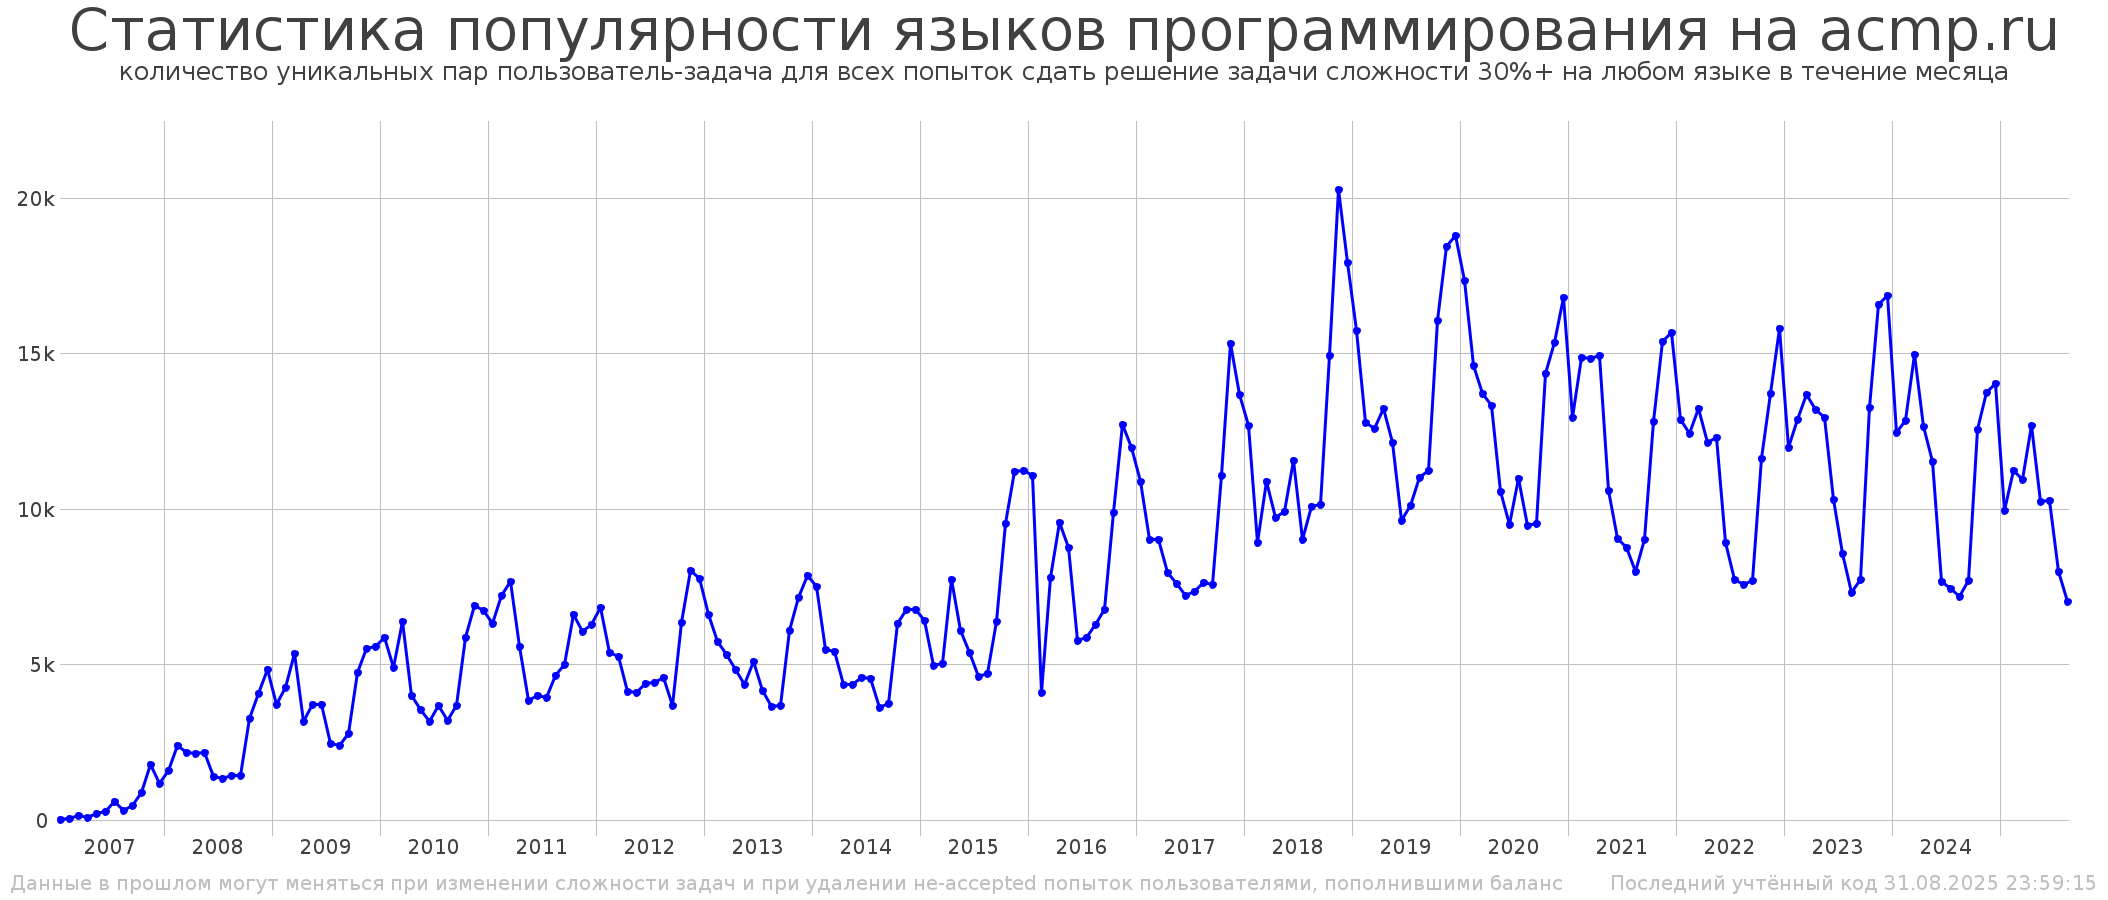 Статистика популярности языков программирования на acmp.ru
количество уникальных пар пользователь-задача для всех попыток сдать решение задачи сложности 30%+ на любом языке в течение месяца
20k
15k
10k
5k
0
2007 2008 2009 2010 2011 2012 2013 2014 2015 2016 2017 2018 2019 2020 2021 2022 2023 2024
Данные в прошлом могут меняться при изменении сложности задач и при удалении не-accepted попыток пользователями, пополнившими баланс Последний учтённый код 31.08.2025 23:59:15